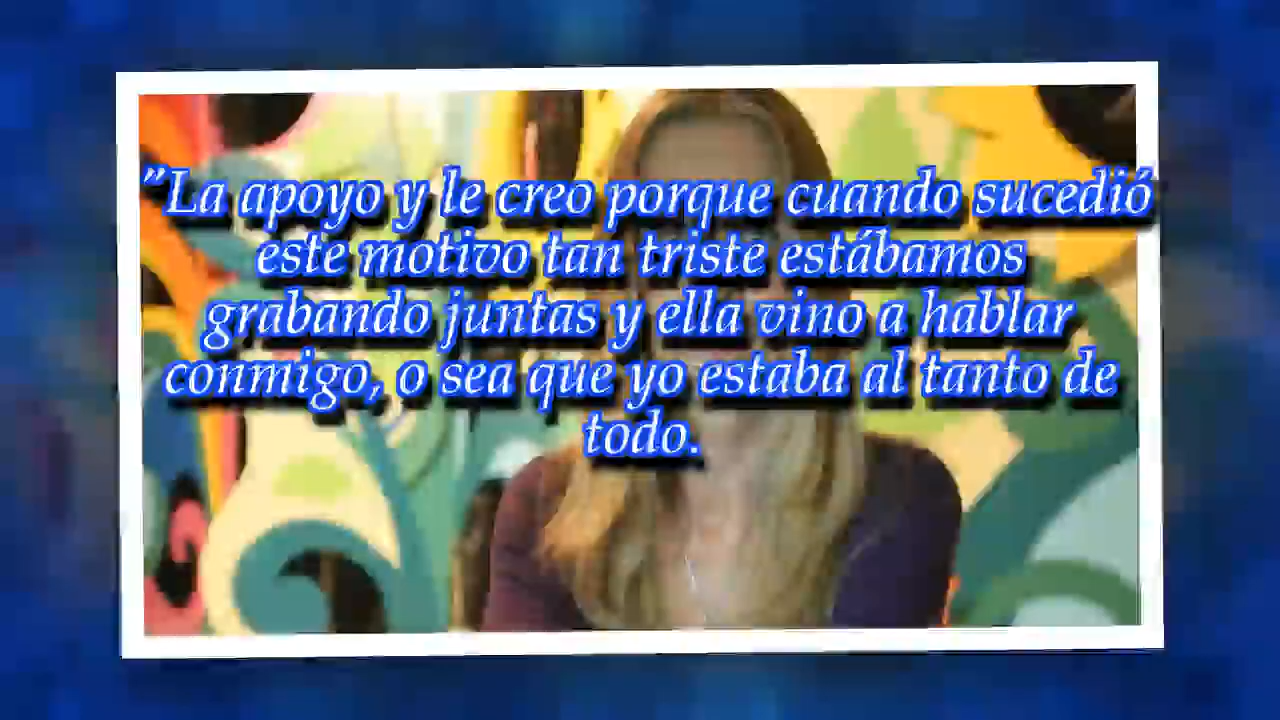 "La apoyo y le creo porque cuando sucedió
este motivo tan triste estábamos
grabando juntas y ella vino a hablar
conmigo, o sea que yo estaba al tanto de
todo.